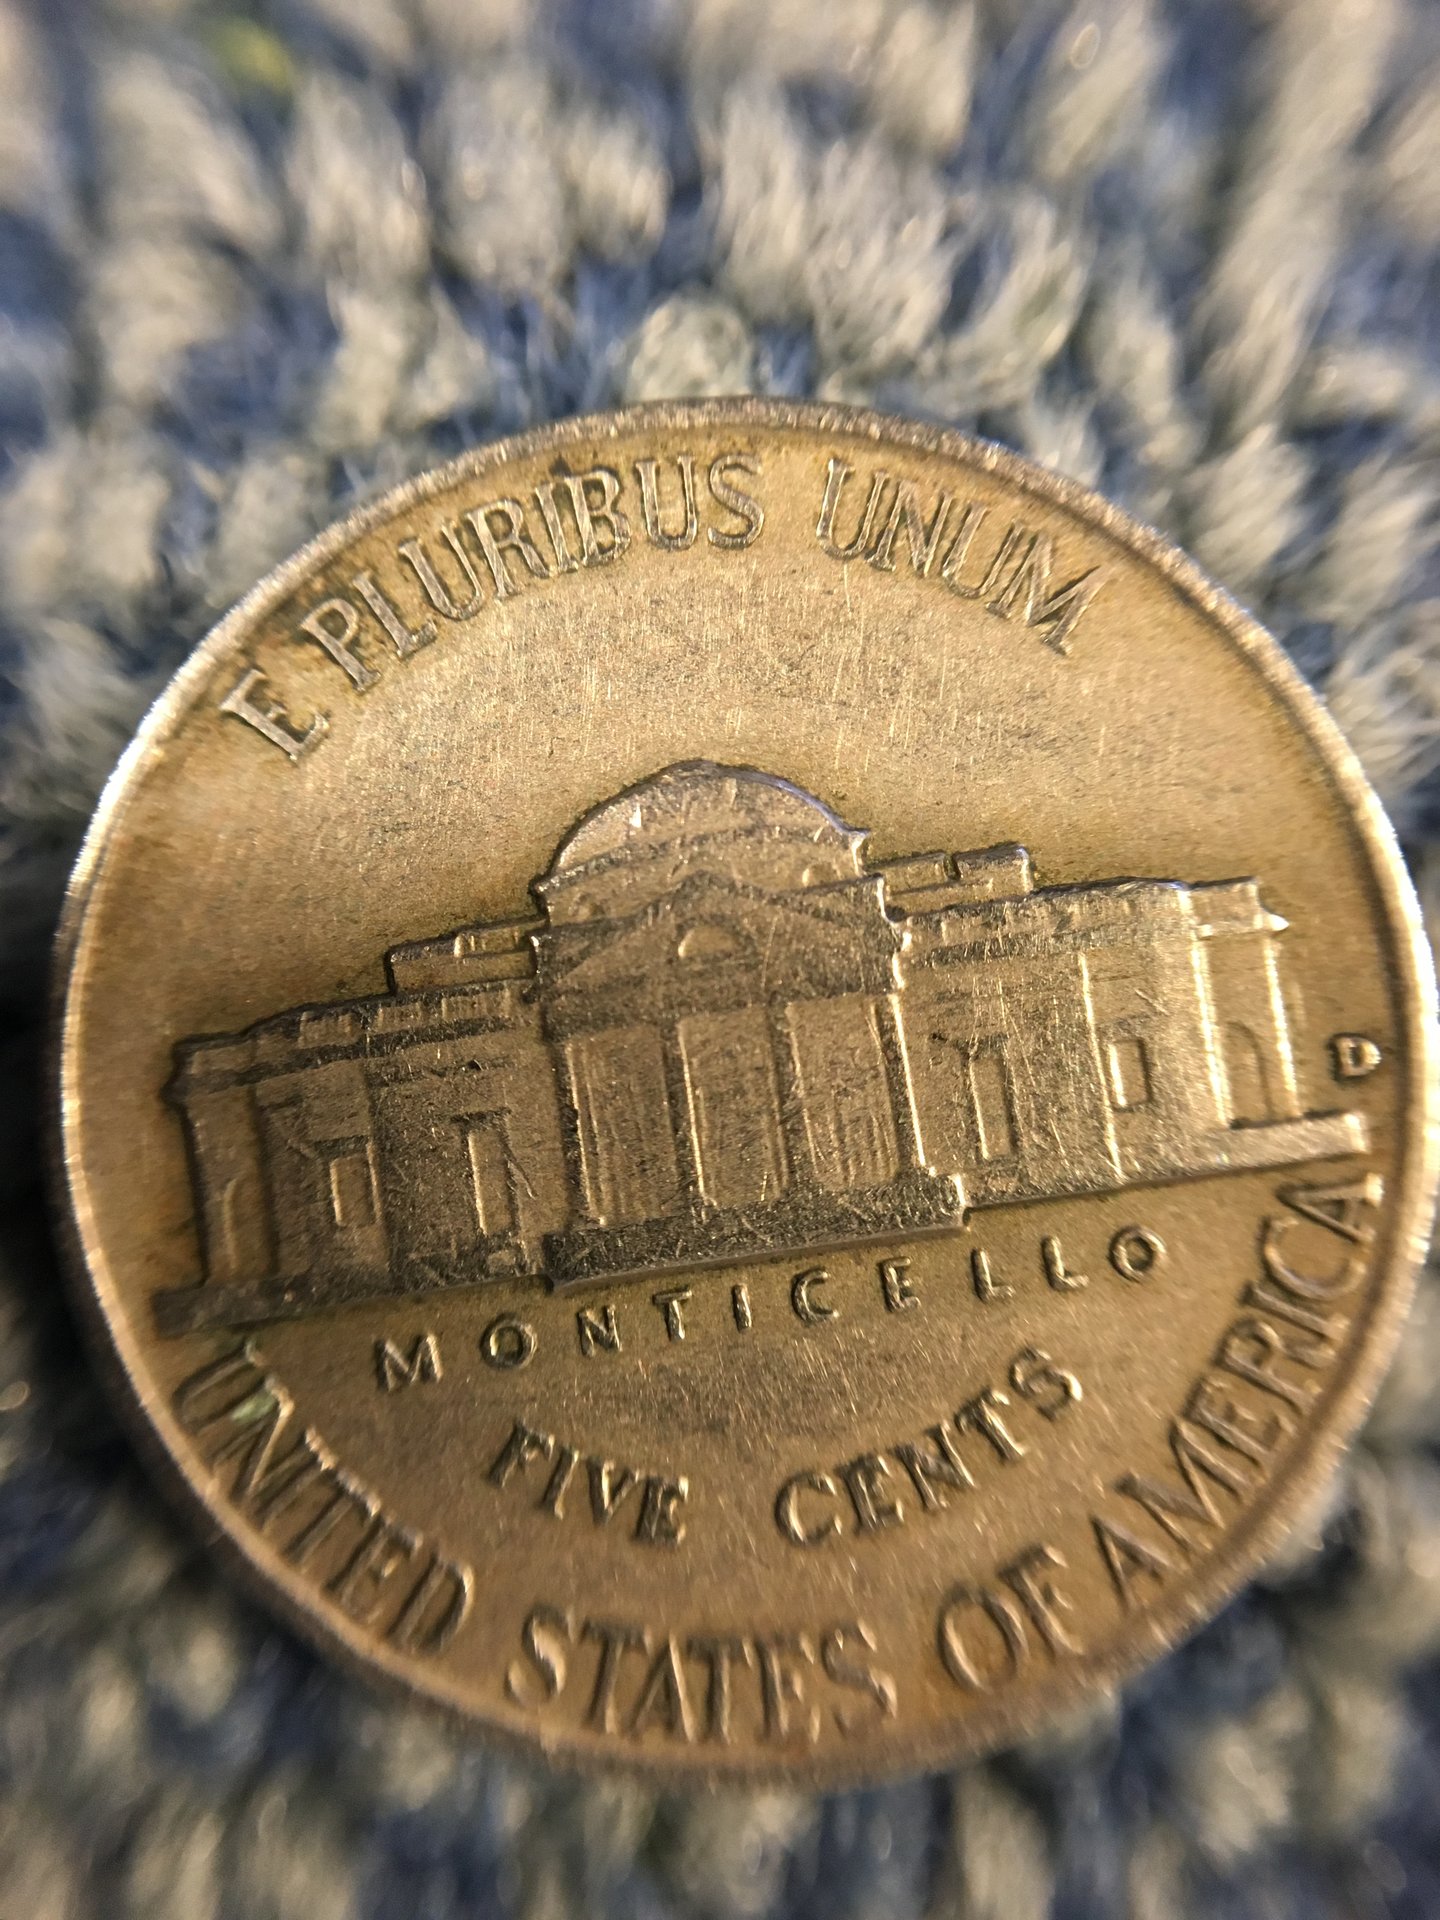 E PLURIBUS UNUM
D
MONTICELLO
FIVE CENTS
UNITED STATES OF AMERICA